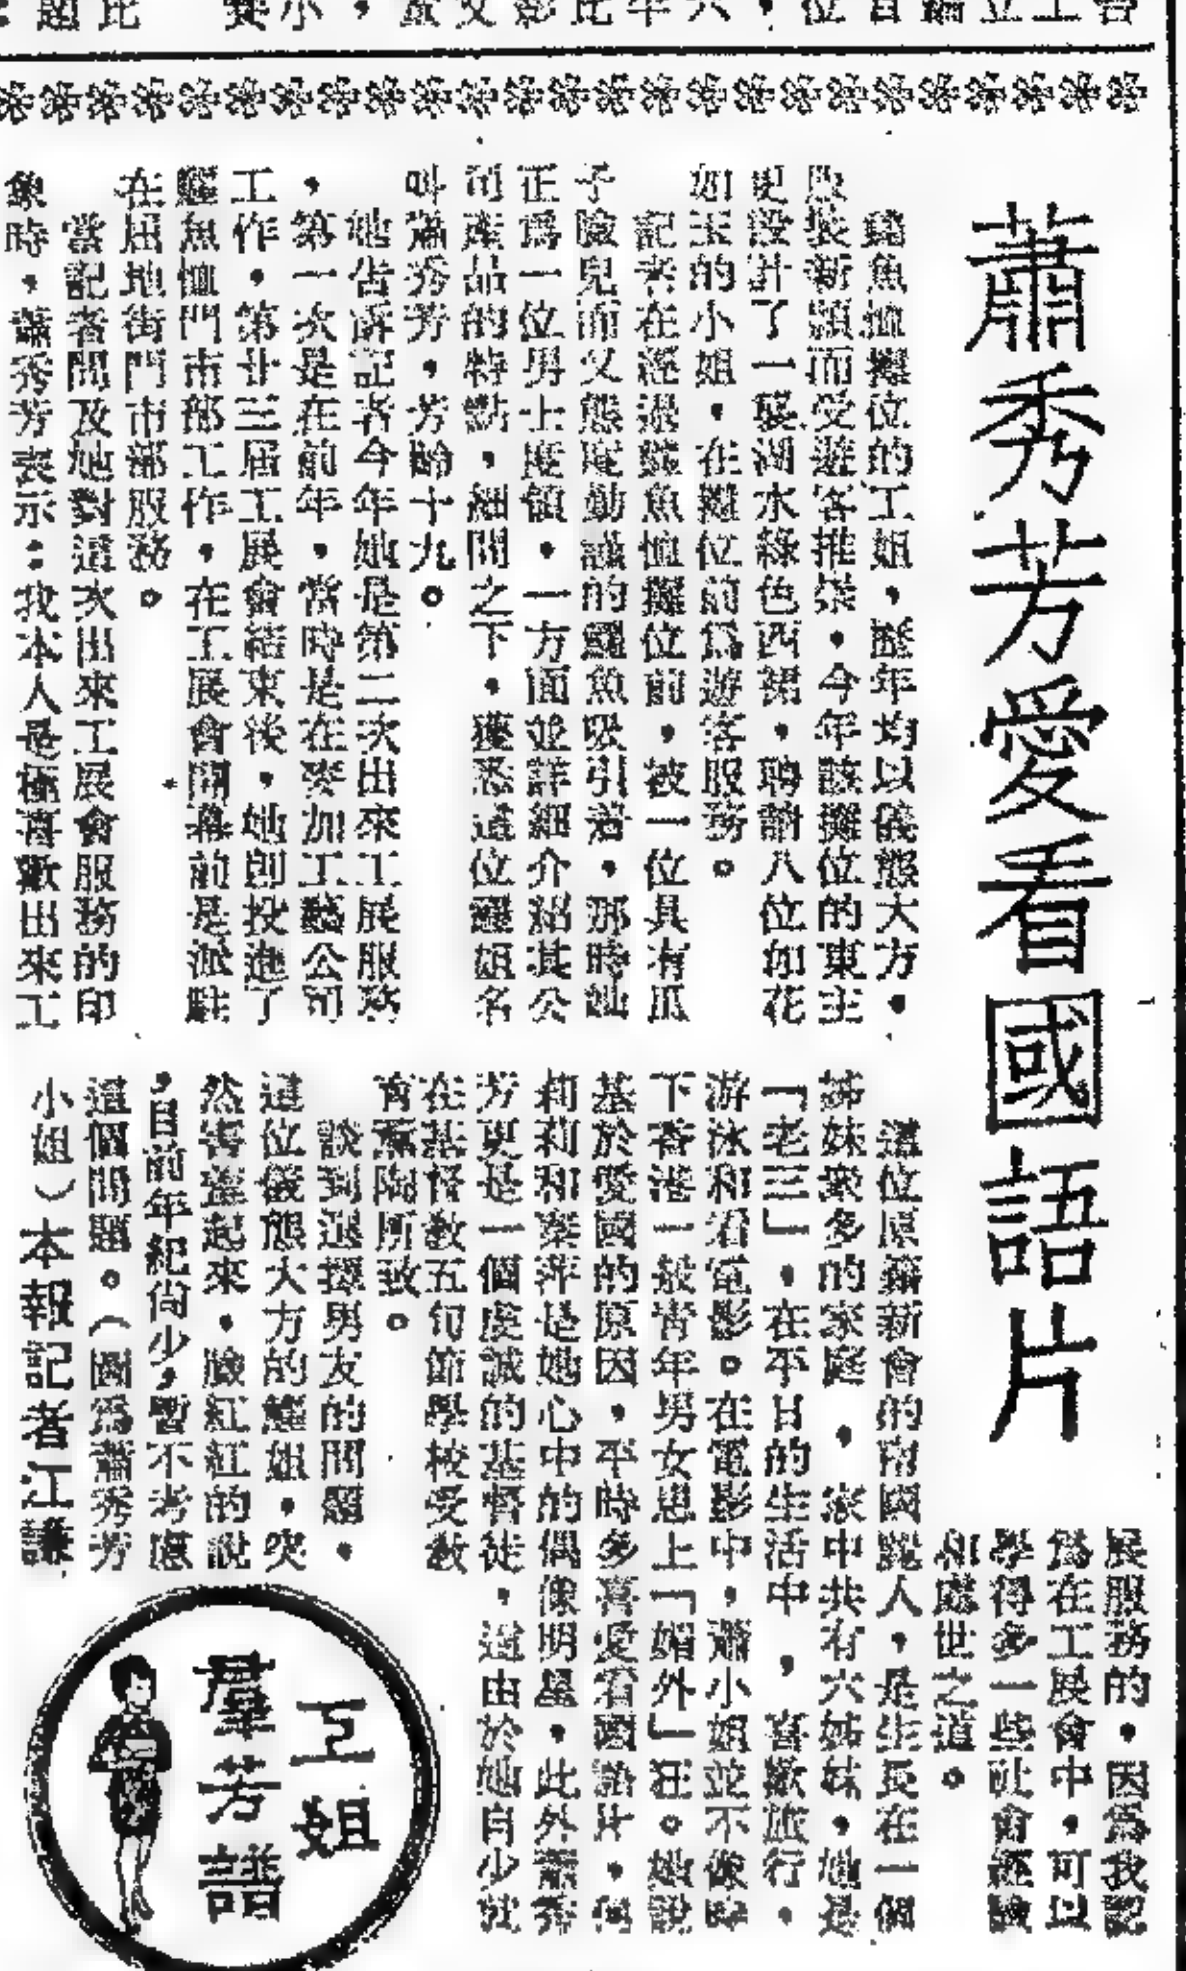 蕭秀芳愛看國語片
鱷魚恤攤位的工姐，歷年均以儀態大方，
裝新穎而受遊客推崇，今年該攤位的東主
更設計了一襲湖水綠色西裙，聘請八位如花
如玉的小姐，在攤位前爲遊客服務。
記者在經過鱷魚恤攤位前，被一位具有瓜
子臉兒而又態度勤謹的鱷魚吸引着，那時她
正爲一位男士度領，一方面並詳細介紹其公
司產品的特點，細問之下，獲悉這位鱷姐名
叫蕭秀芳，芳齡十九。
她告訴記者今年她是第二次出來工展服務
，第一次是在前年，當時是在麥加工藝公司
工作，第廿三屆工展會結束後，她即投進了
鱷魚恤門市部工作，在工展會開幕前是派駐
在屈地街門市部服務。
當記者問及她對這次出來工展會服務的印
象時，蕭秀芳表示：我本人是極喜歡出來工
展服務的，因爲我認
爲在工展會中，可以
學得多一些社會經驗
和處世之道。
這位原籍新會的南國麗人，是生長在一個
姊妹衆多的家庭，家中共有六姊妹，她是
「老三」，在平日的生活中，喜歡旅行，
游泳和看電影。在電影中，蕭小姐並不像時
下香港一般青年男女患上「媚外」狂。她說
基於愛國的原因，平時多喜愛看國語片，何
莉莉和秦萍是她心中的偶像明星，此外蕭秀
芳更是一個虔誠的基督徒，這由於她自少就
在基督教五旬節學校受教
育薰陶所致。
談到選擇男友的問題，
這位儀態大方的鱷姐，突
然害羞起來，臉紅紅的說
，目前年紀尚少，暫不考慮
這個問題。（圖爲蕭秀芳
小姐）本報記者江謙
工姐
羣芳譜